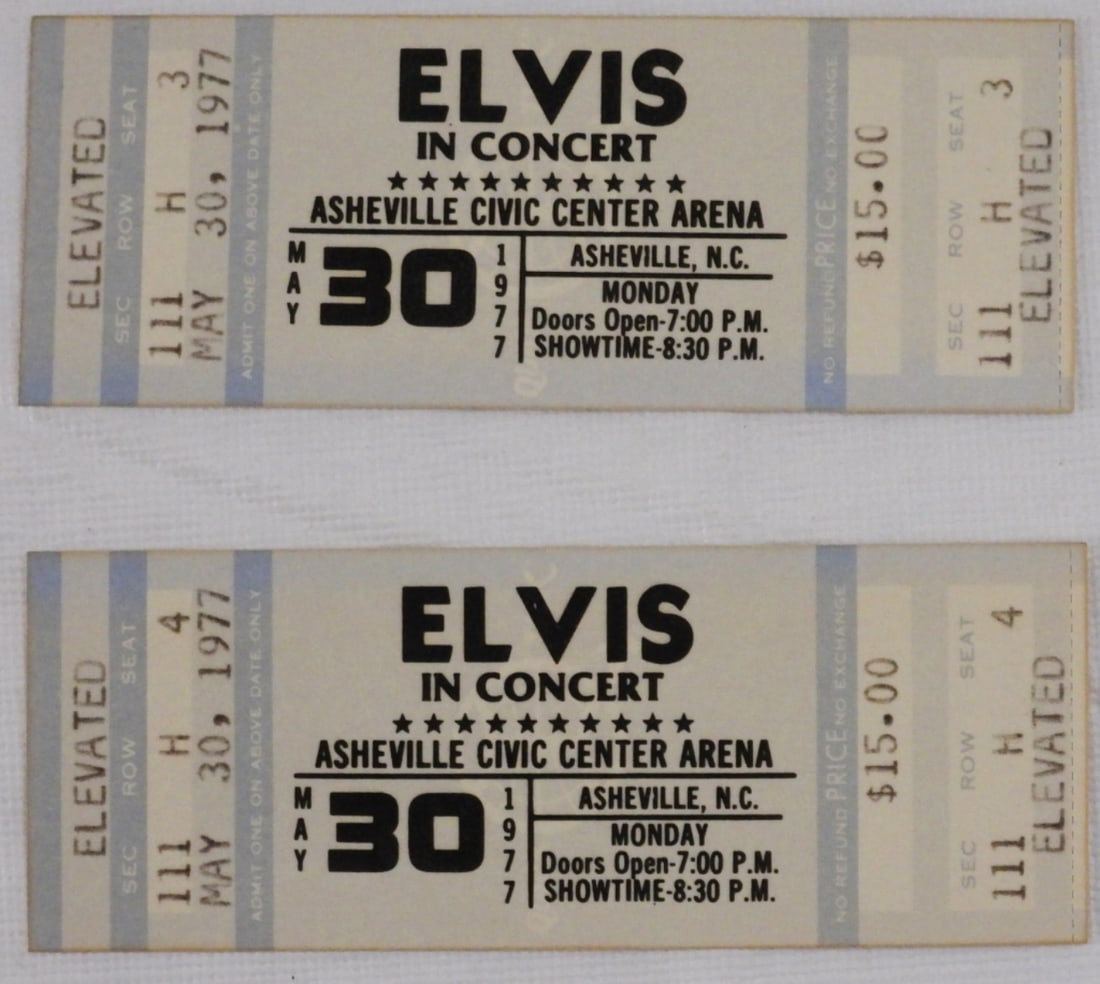 ELEVATED
SEC ROW SEAT
111 H 3
MAY 30, 1977
ADMIT ONE ON ABOVE DATE ONLY
ELVIS
IN CONCERT
★★★★★★★★★★
ASHEVILLE CIVIC CENTER ARENA
MAY 30 1977
ASHEVILLE, N.C.
MONDAY
Doors Open-7:00 P.M.
SHOWTIME-8:30 P.M.
NO REFUND PRICE NO EXCHANGE
$15.00
SEC ROW SEAT
111 H 3
ELEVATED
ELEVATED
SEC ROW SEAT
111 H 4
MAY 30, 1977
ADMIT ONE ON ABOVE DATE ONLY
ELVIS
IN CONCERT
★★★★★★★★★★
ASHEVILLE CIVIC CENTER ARENA
MAY 30 1977
ASHEVILLE, N.C.
MONDAY
Doors Open-7:00 P.M.
SHOWTIME-8:30 P.M.
NO REFUND PRICE NO EXCHANGE
$15.00
SEC ROW SEAT
111 H 4
ELEVATED